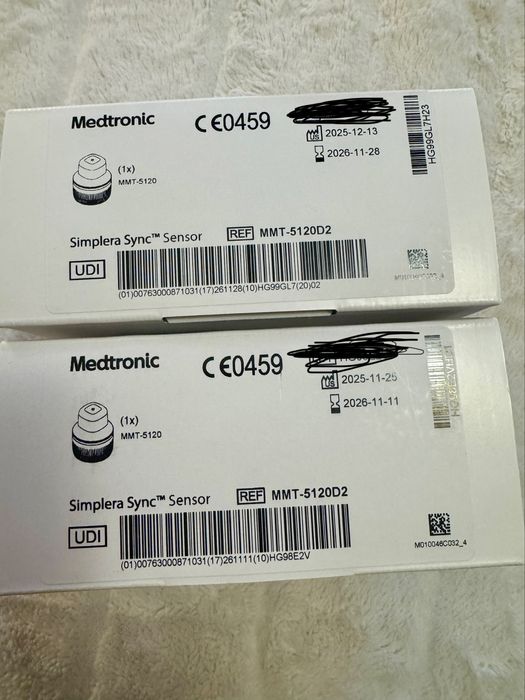 Medtronic
CE0459
US
2025-12-13
2026-11-28
HG99GL7H23
(1x)
MMT-5120
Simplera Sync™ Sensor
REF MMT-5120D2
UDI
(01)00763000871031(17)261128(10)HG99GL7(20)02
Medtronic
CE0459
US
2025-11-25
2026-11-11
(1x)
MMT-5120
Simplera Sync™ Sensor
REF MMT-5120D2
UDI
(01)00763000871031(17)261111(10)HG98E2V
M010046C032_4